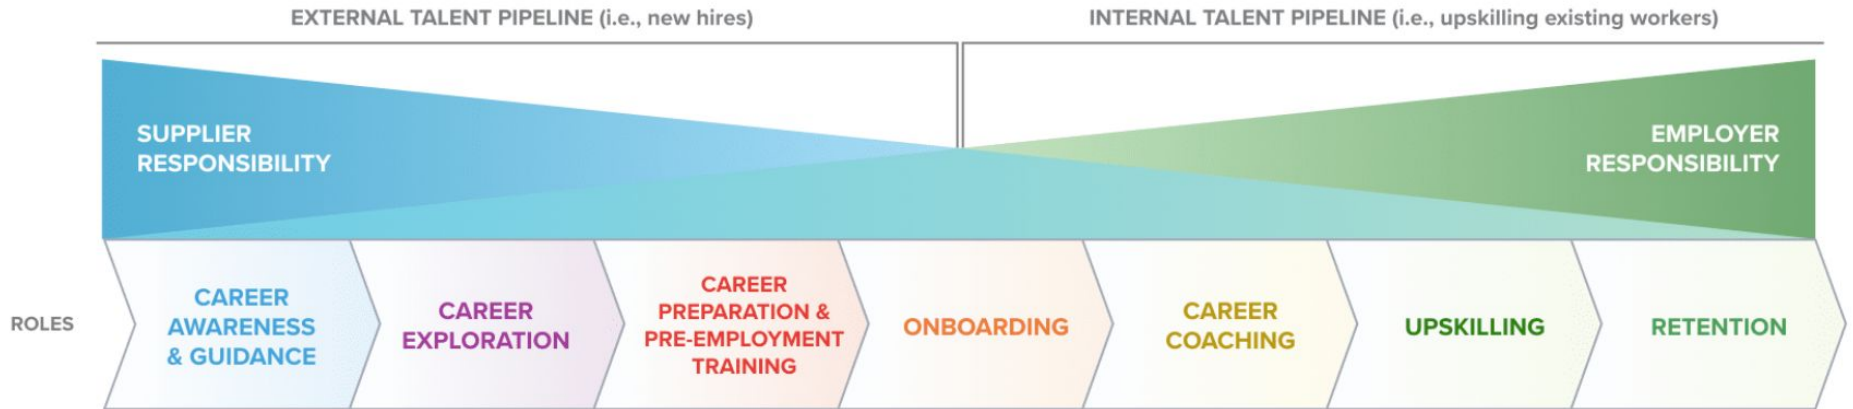 EXTERNAL TALENT PIPELINE (i.e., new hires)
INTERNAL TALENT PIPELINE (i.e., upskilling existing workers)
SUPPLIER
RESPONSIBILITY
EMPLOYER
RESPONSIBILITY
ROLES
CAREER
AWARENESS
& GUIDANCE
CAREER
EXPLORATION
CAREER
PREPARATION &
PRE-EMPLOYMENT
TRAINING
ONBOARDING
CAREER
COACHING
UPSKILLING
RETENTION